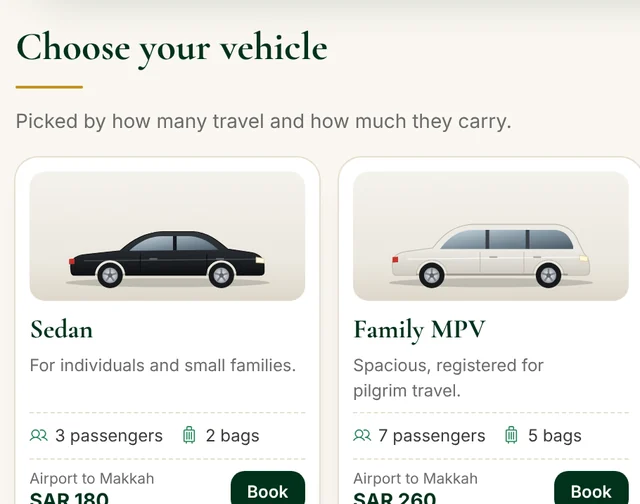 Choose your vehicle
Picked by how many travel and how much they carry.
Sedan
For individuals and small families.
3 passengers
2 bags
Airport to Makkah
SAR 180
Book
Family MPV
Spacious, registered for
pilgrim travel.
7 passengers
5 bags
Airport to Makkah
SAR 260
Book